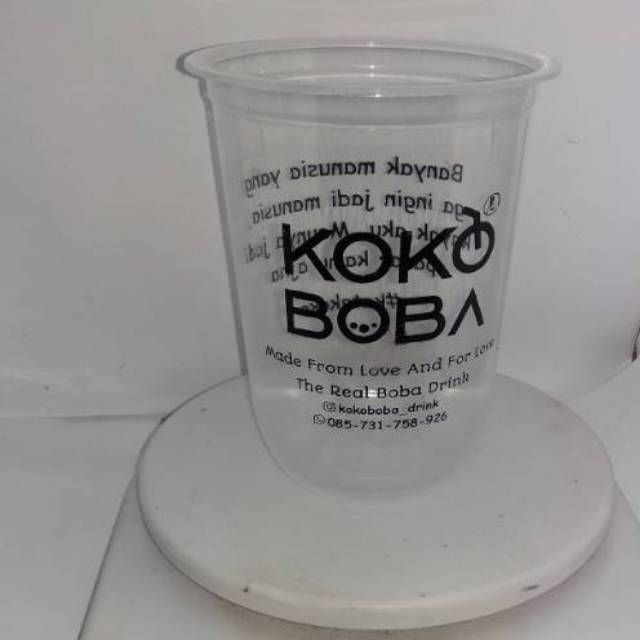 KOKO
BOBA
Made From Love And For Love
The Real Boba Drink
kokoboba_drink
085-731-758-926
Banyak manusia yang
ga ingin jadi manusia
aku